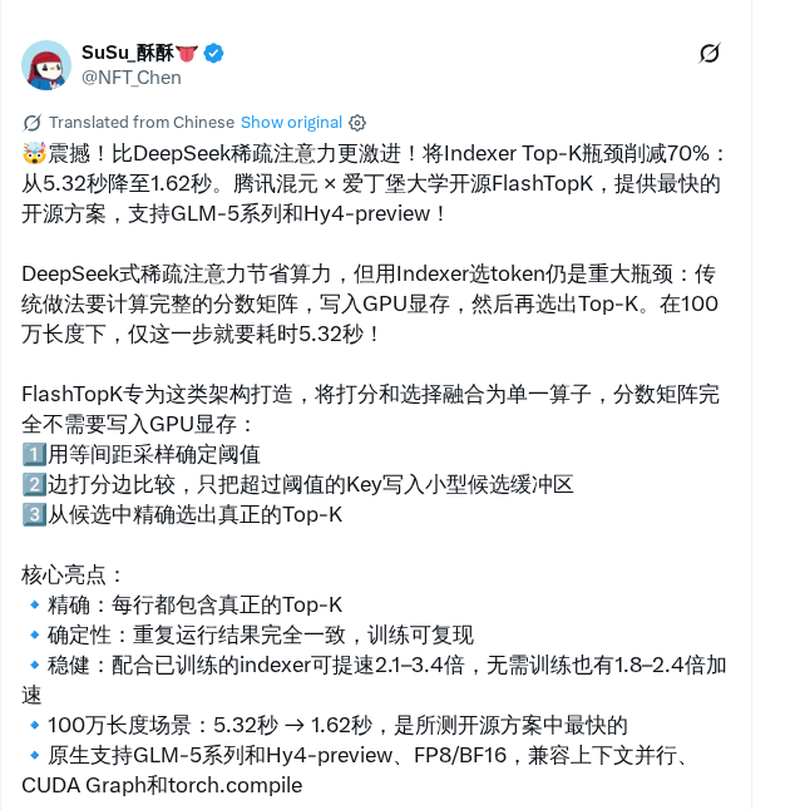 SuSu_酥酥👅
@NFT_Chen
Translated from Chinese Show original
🤯震撼！比DeepSeek稀疏注意力更激进！将Indexer Top-K瓶颈削减70%：
从5.32秒降至1.62秒。腾讯混元 × 爱丁堡大学开源FlashTopK，提供最快的
开源方案，支持GLM-5系列和Hy4-preview！
DeepSeek式稀疏注意力节省算力，但用Indexer选token仍是重大瓶颈：传
统做法要计算完整的分数矩阵，写入GPU显存，然后再选出Top-K。在100
万长度下，仅这一步就要耗时5.32秒！
FlashTopK专为这类架构打造，将打分和选择融合为单一算子，分数矩阵完
全不需要写入GPU显存：
1️⃣用等间距采样确定阈值
2️⃣边打分边比较，只把超过阈值的Key写入小型候选缓冲区
3️⃣从候选中精确选出真正的Top-K
核心亮点：
🔹精确：每行都包含真正的Top-K
🔹确定性：重复运行结果完全一致，训练可复现
🔹稳健：配合已训练的indexer可提速2.1–3.4倍，无需训练也有1.8–2.4倍加
速
🔹100万长度场景：5.32秒 → 1.62秒，是所测开源方案中最快的
🔹原生支持GLM-5系列和Hy4-preview、FP8/BF16，兼容上下文并行、
CUDA Graph和torch.compile